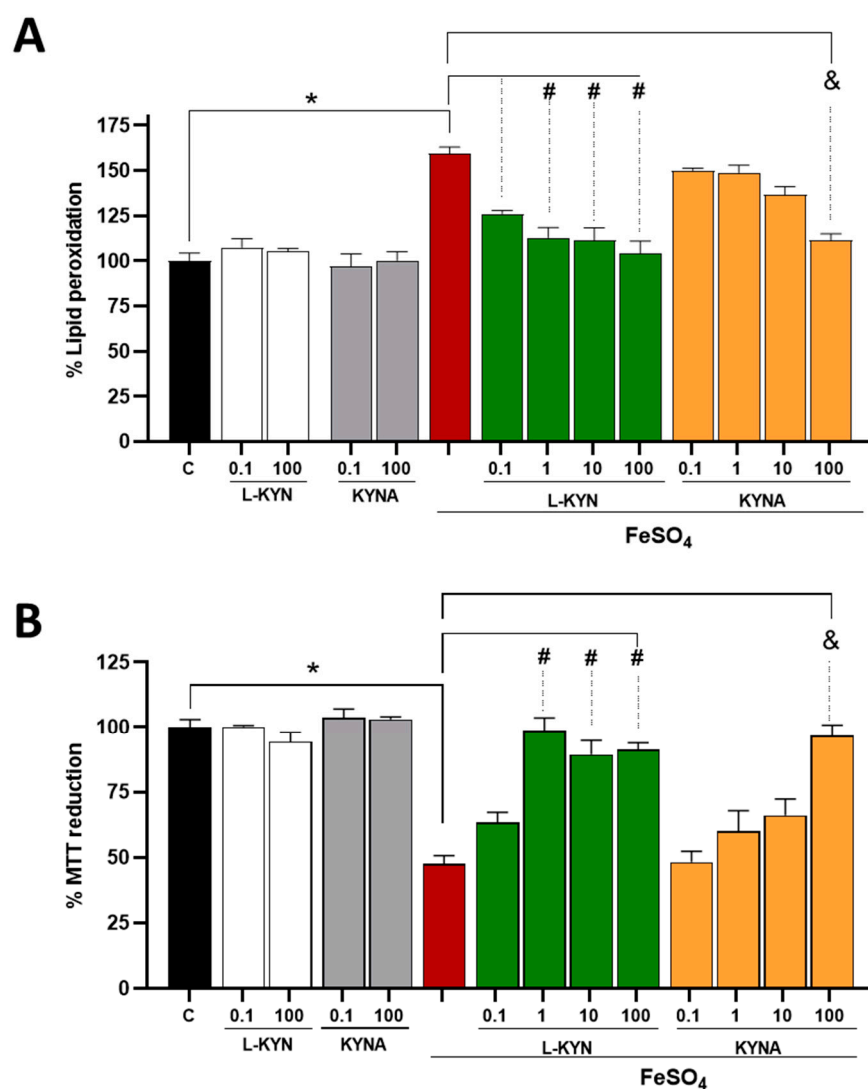 A
&
* # # #
175
150
125
100
75
50
25
0
% Lipid peroxidation
C 0.1 100 0.1 100 0.1 1 10 100 0.1 1 10 100
L-KYN KYNA L-KYN KYNA
FeSO₄
B
&
* # # #
125
100
75
50
25
0
% MTT reduction
C 0.1 100 0.1 100 0.1 1 10 100 0.1 1 10 100
L-KYN KYNA L-KYN KYNA
FeSO₄